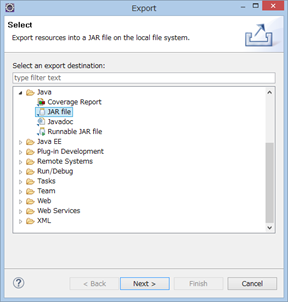 Export
Select
Export resources into a JAR file on the local file system.
Select an export destination:
type filter text
Java
Coverage Report
JAR file
Javadoc
Runnable JAR file
Java EE
Plug-in Development
Remote Systems
Run/Debug
Tasks
Team
Web
Web Services
XML
< Back
Next >
Finish
Cancel